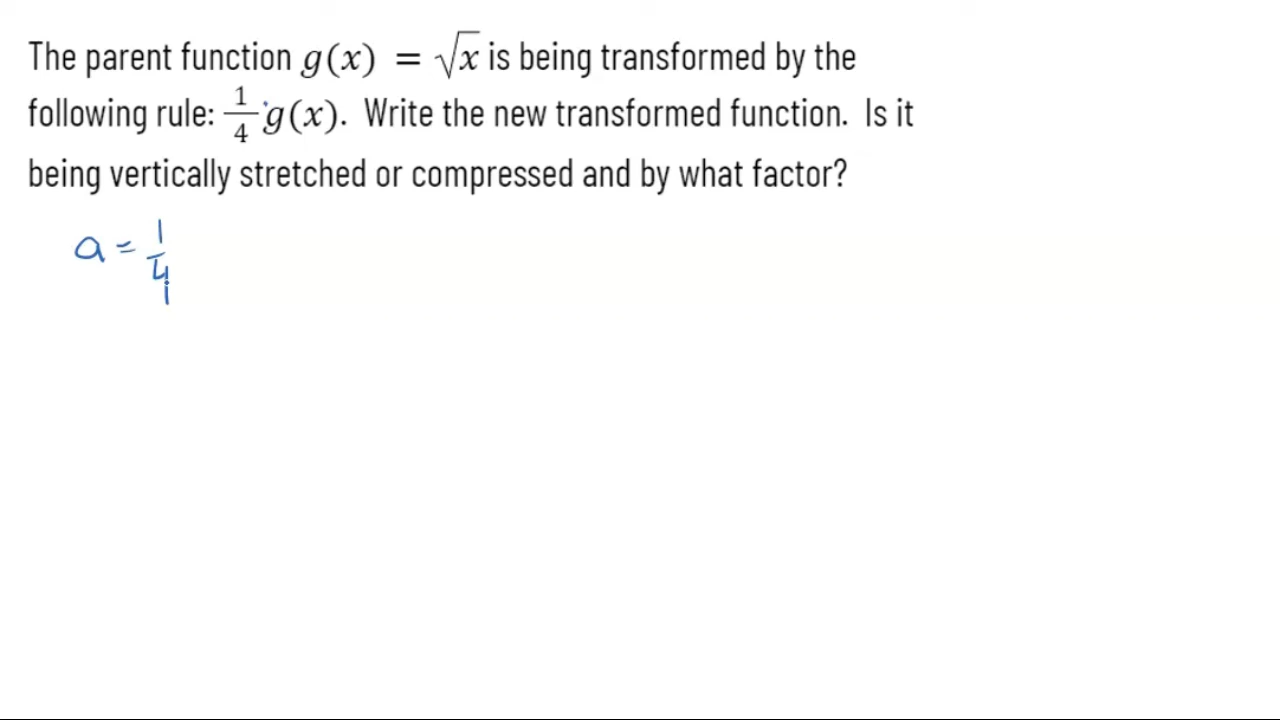 The parent function g(x) = √x is being transformed by the
following rule: 1/4 g(x). Write the new transformed function. Is it
being vertically stretched or compressed and by what factor?
a = 1/4